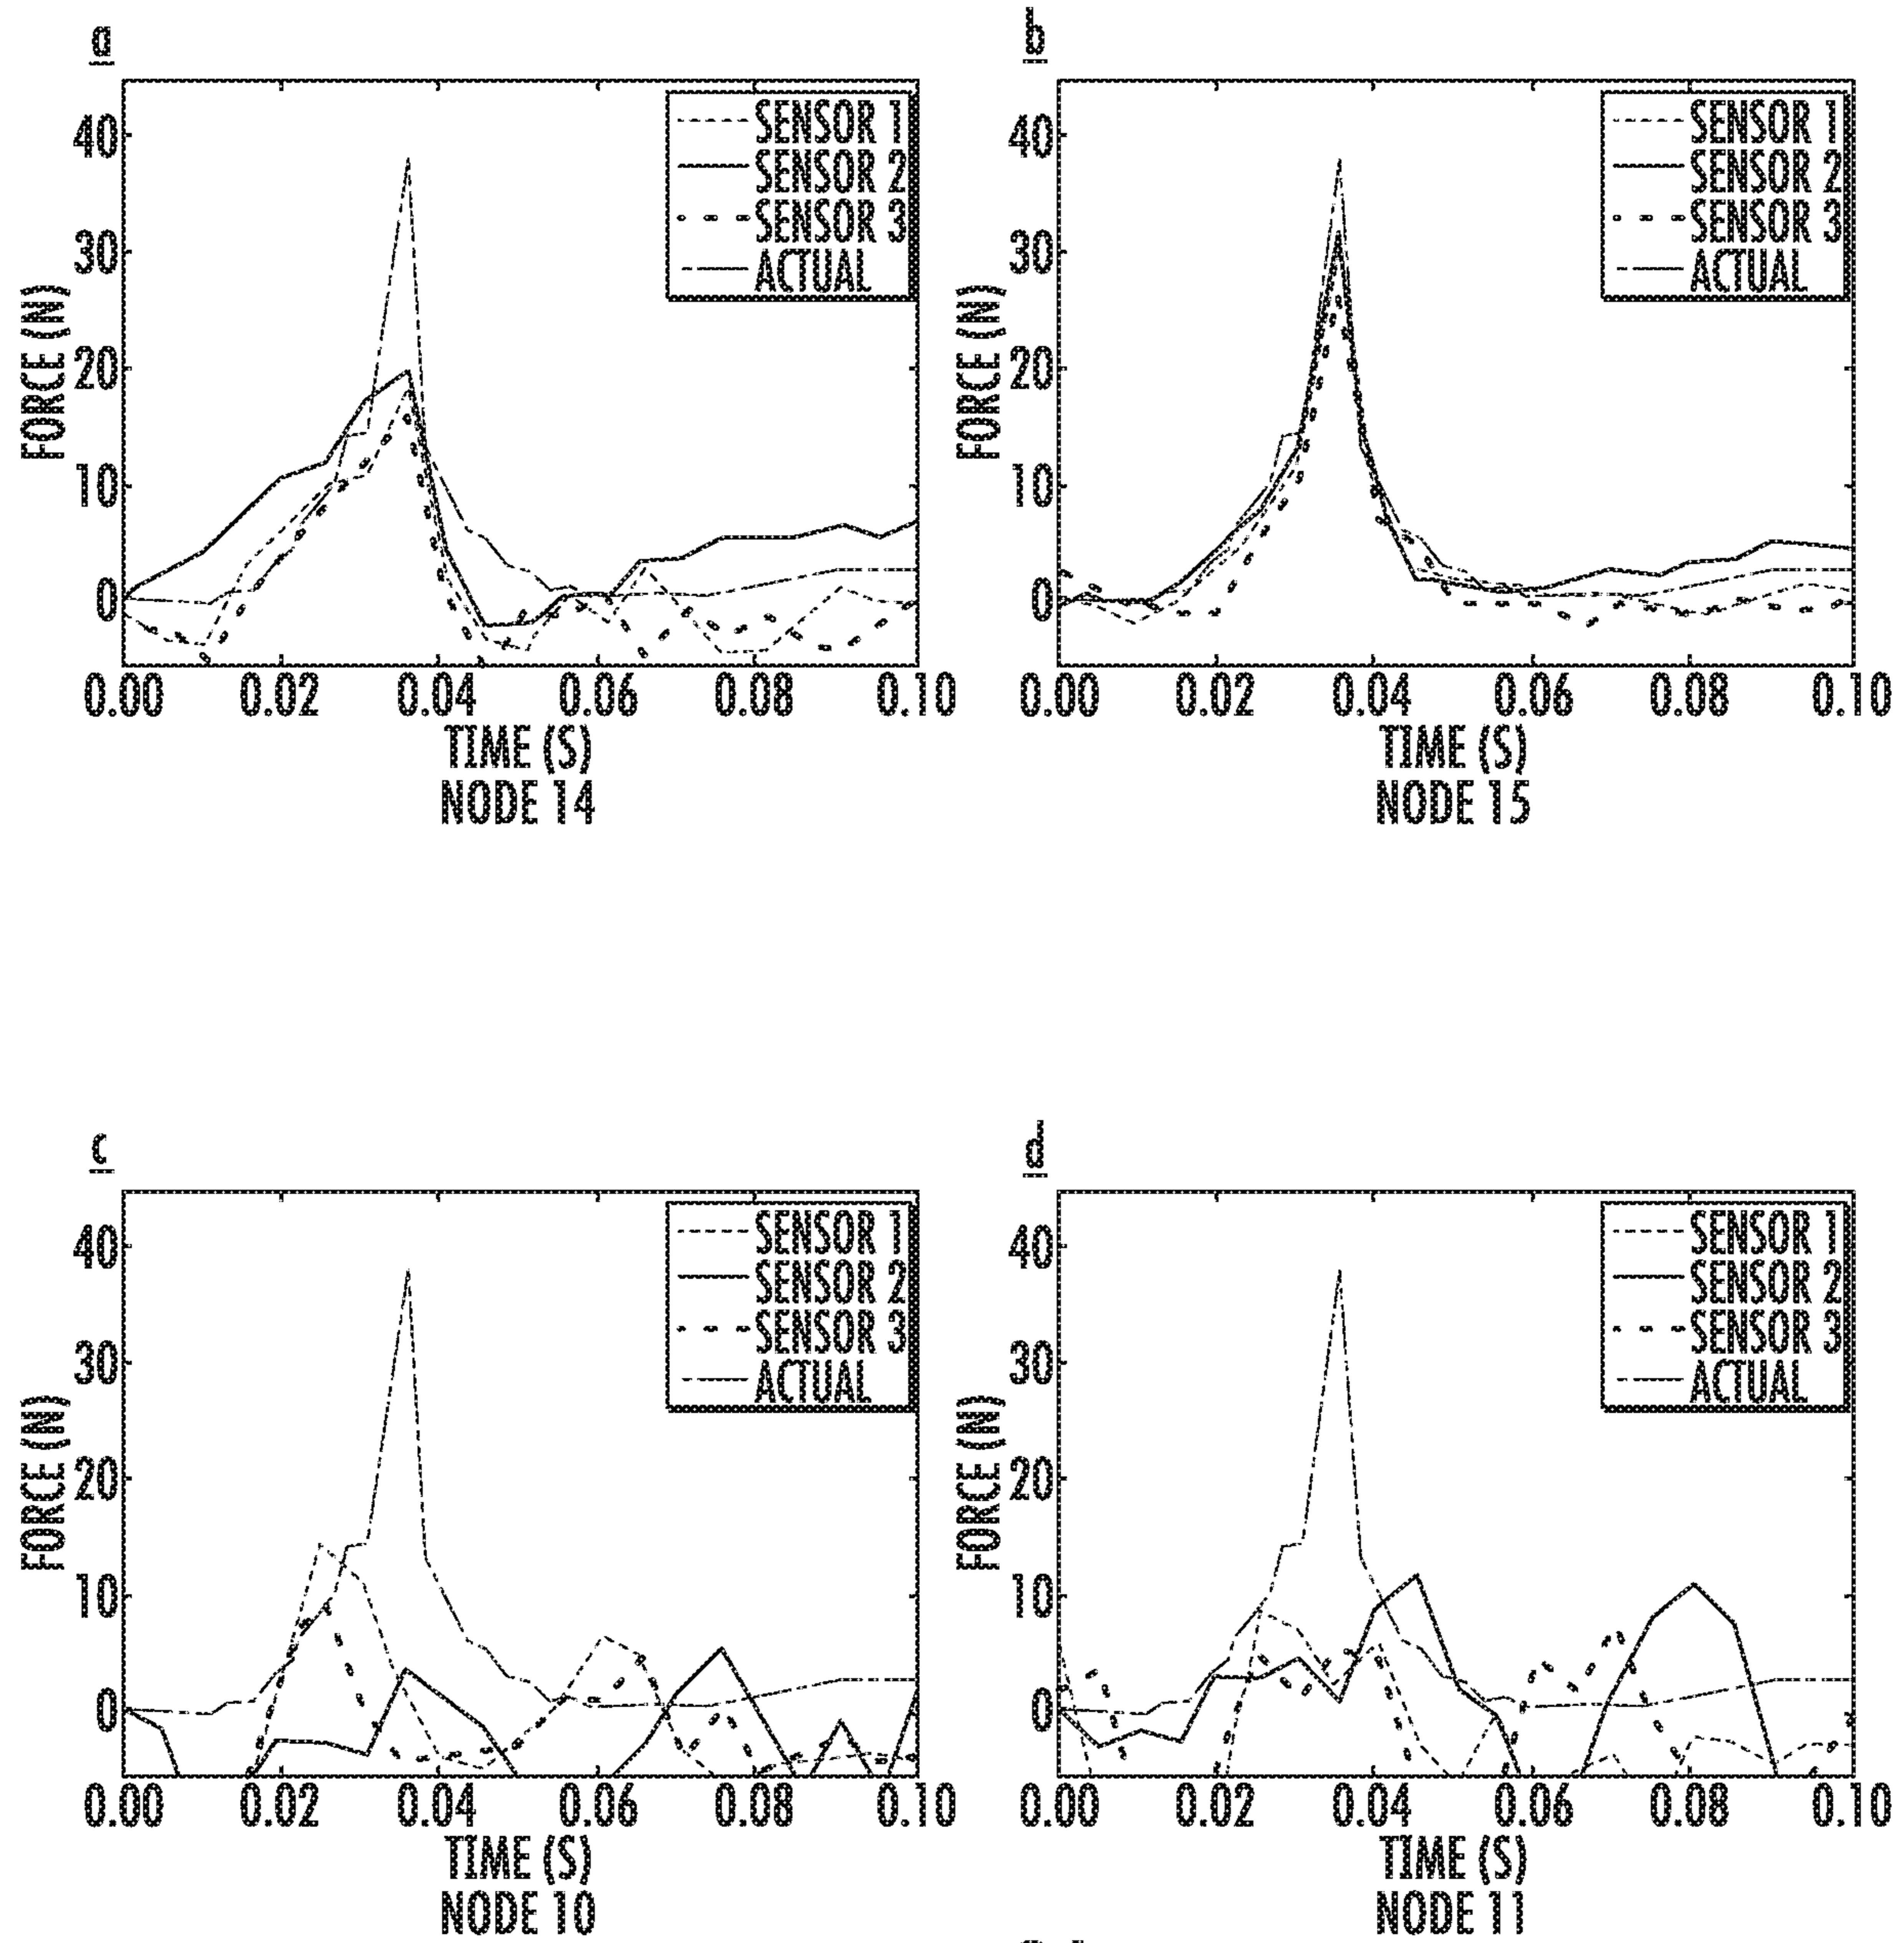 a
SENSOR 1
SENSOR 2
SENSOR 3
ACTUAL
40
30
20
10
0
FORCE (N)
0.00 0.02 0.04 0.06 0.08 0.10
TIME (S)
NODE 14
b
SENSOR 1
SENSOR 2
SENSOR 3
ACTUAL
40
30
20
10
0
FORCE (N)
0.00 0.02 0.04 0.06 0.08 0.10
TIME (S)
NODE 15
c
SENSOR 1
SENSOR 2
SENSOR 3
ACTUAL
40
30
20
10
0
FORCE (N)
0.00 0.02 0.04 0.06 0.08 0.10
TIME (S)
NODE 10
d
SENSOR 1
SENSOR 2
SENSOR 3
ACTUAL
40
30
20
10
0
FORCE (N)
0.00 0.02 0.04 0.06 0.08 0.10
TIME (S)
NODE 11